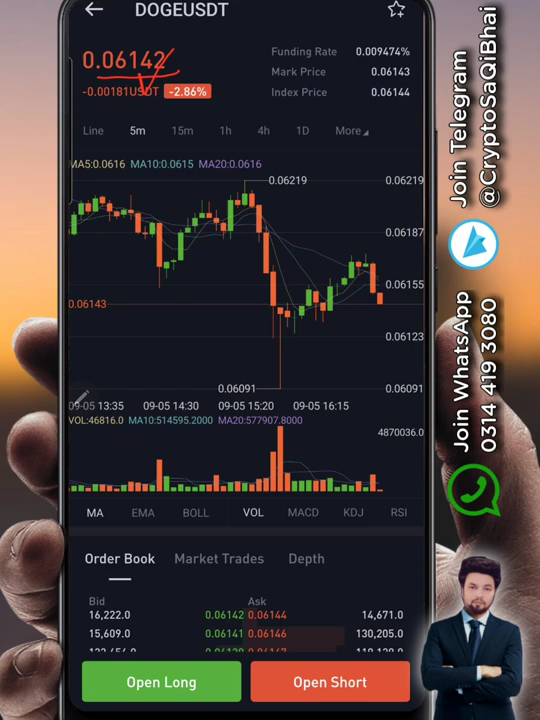 DOGEUSDT
0.06142
-0.00181USDT -2.86%
Funding Rate 0.009474%
Mark Price 0.06143
Index Price 0.06144
Line 5m 15m 1h 4h 1D More
MA5:0.0616 MA10:0.0615 MA20:0.0616
0.06219 0.06219
0.06187
0.06155
0.06143
0.06123
0.06091 0.06091
09-05 13:35 09-05 14:30 09-05 15:20 09-05 16:15
VOL:46816.0 MA10:514595.2000 MA20:577907.8000
4870036.0
MA EMA BOLL VOL MACD KDJ RSI
Order Book Market Trades Depth
Bid Ask
16,222.0 0.06142 0.06144 14,671.0
15,609.0 0.06141 0.06146 130,205.0
Open Long Open Short
Join Telegram
@CryptoSaQiBhai
Join WhatsApp
0314 419 3080